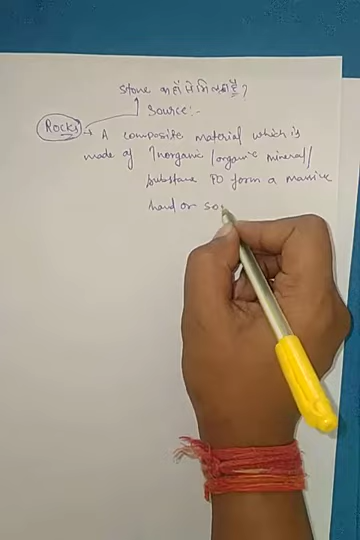 Stone कहाँ से मिलता है?
Source:-
Rocks → A composite material which is
made of Inorganic / organic mineral/
substane TO form a massive
hard or so